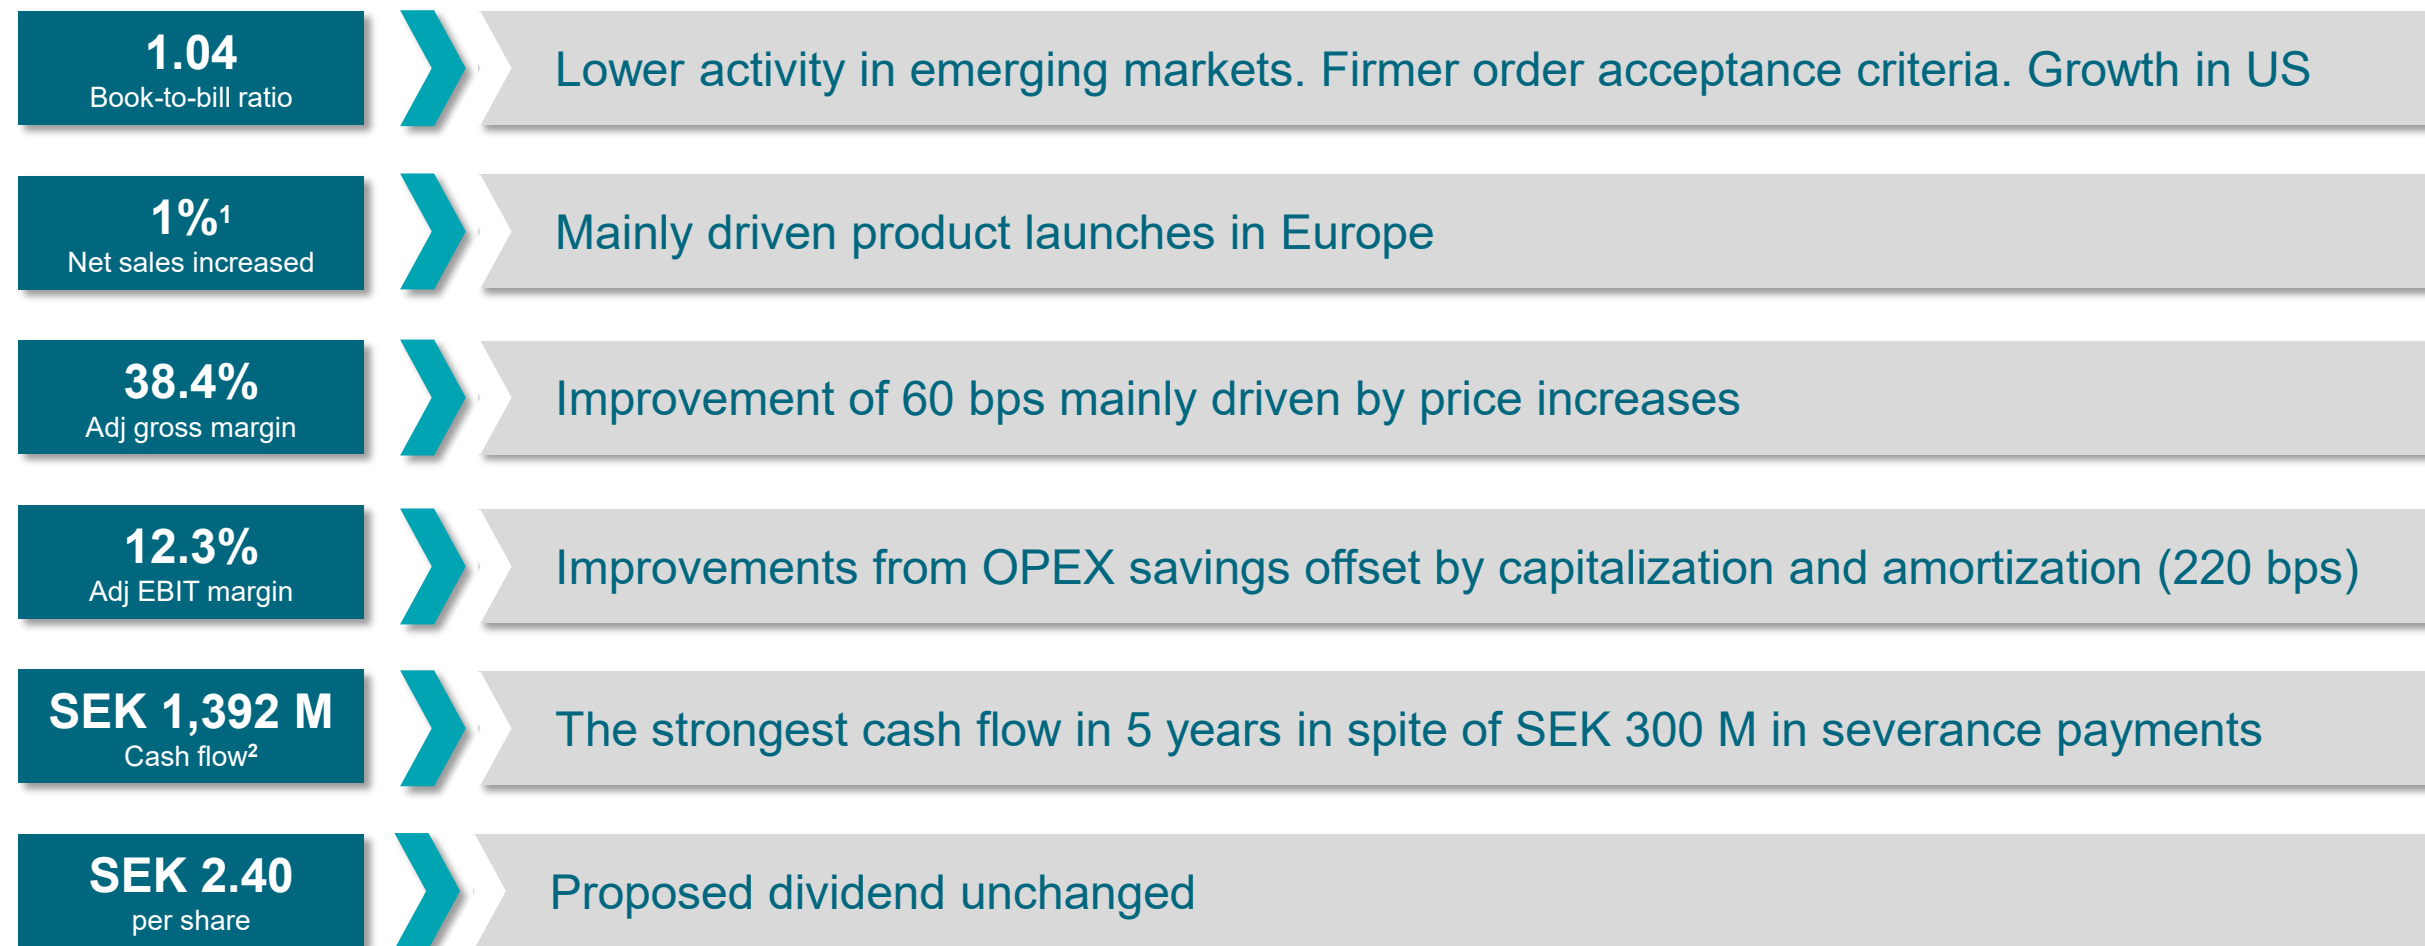 1.04
Book-to-bill ratio
Lower activity in emerging markets. Firmer order acceptance criteria. Growth in US
1%¹
Net sales increased
Mainly driven product launches in Europe
38.4%
Adj gross margin
Improvement of 60 bps mainly driven by price increases
12.3%
Adj EBIT margin
Improvements from OPEX savings offset by capitalization and amortization (220 bps)
SEK 1,392 M
Cash flow²
The strongest cash flow in 5 years in spite of SEK 300 M in severance payments
SEK 2.40
per share
Proposed dividend unchanged